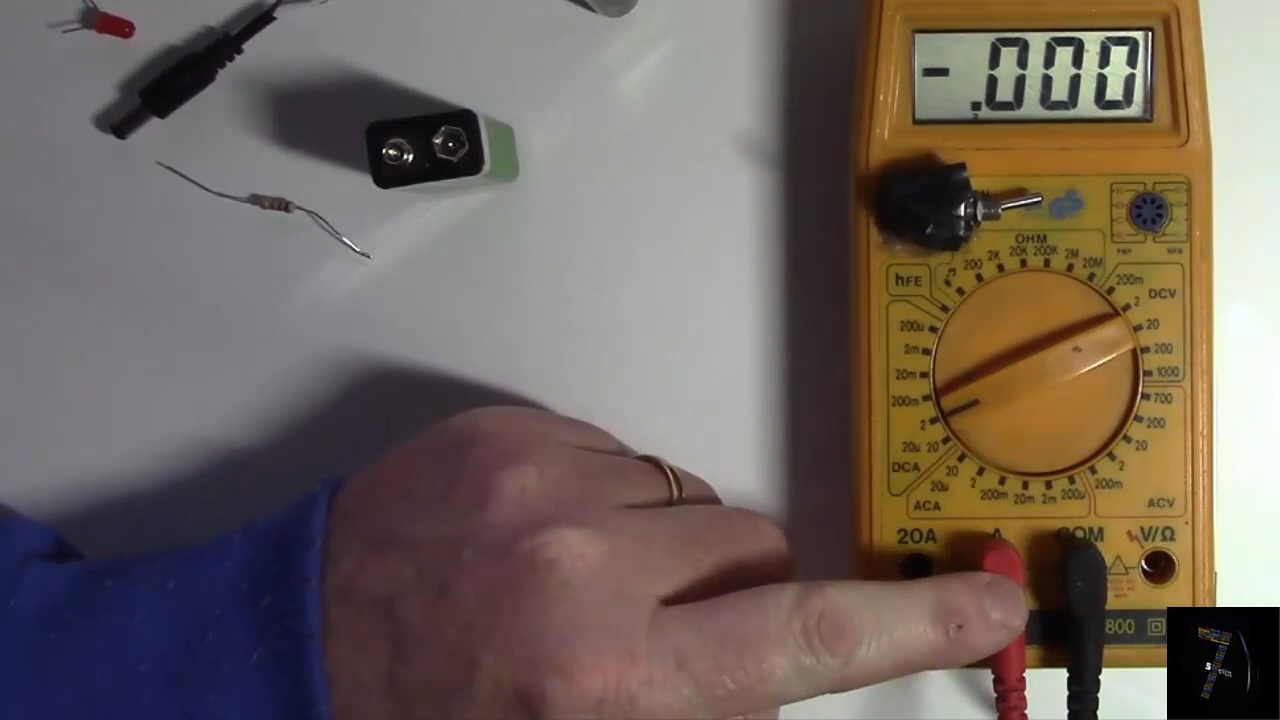 - .000
OHM
200 2K 20K 200K 2M 20M
hFE
200m
2
20
200
1000
DCV
200u
2m
20m
200m
2
20u 20
DCA
700
200
20
2
200m
ACV
20
20u
2
200m 20m 2m 200u
ACA
20A A COM V/Ω
800